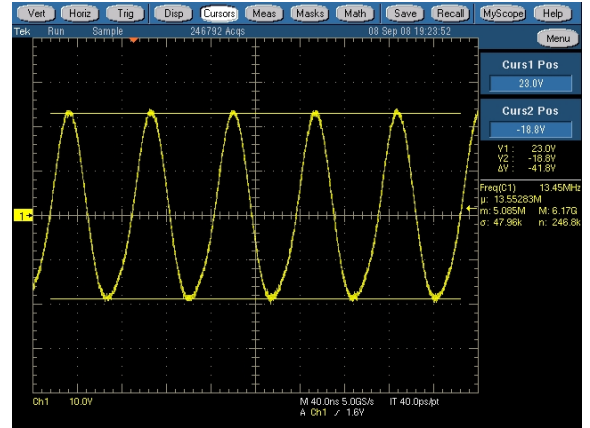 Vert Horiz Trig Disp Cursors Meas Masks Math Save Recall MyScope Help
Tek Run Sample 246792 Acqs 08 Sep 08 19:23:52
Menu
Curs1 Pos
23.0V
Curs2 Pos
-18.8V
V1 : 23.0V
V2 : -18.8V
ΔV : -41.8V
Freq(C1) 13.45MHz
µ: 13.55283M
m: 5.085M M: 6.17G
σ: 47.96k n: 246.8k
1
Ch1 10.0V
M 40.0ns 5.0GS/s IT 40.0ps/pt
A Ch1 ∕ 1.6V